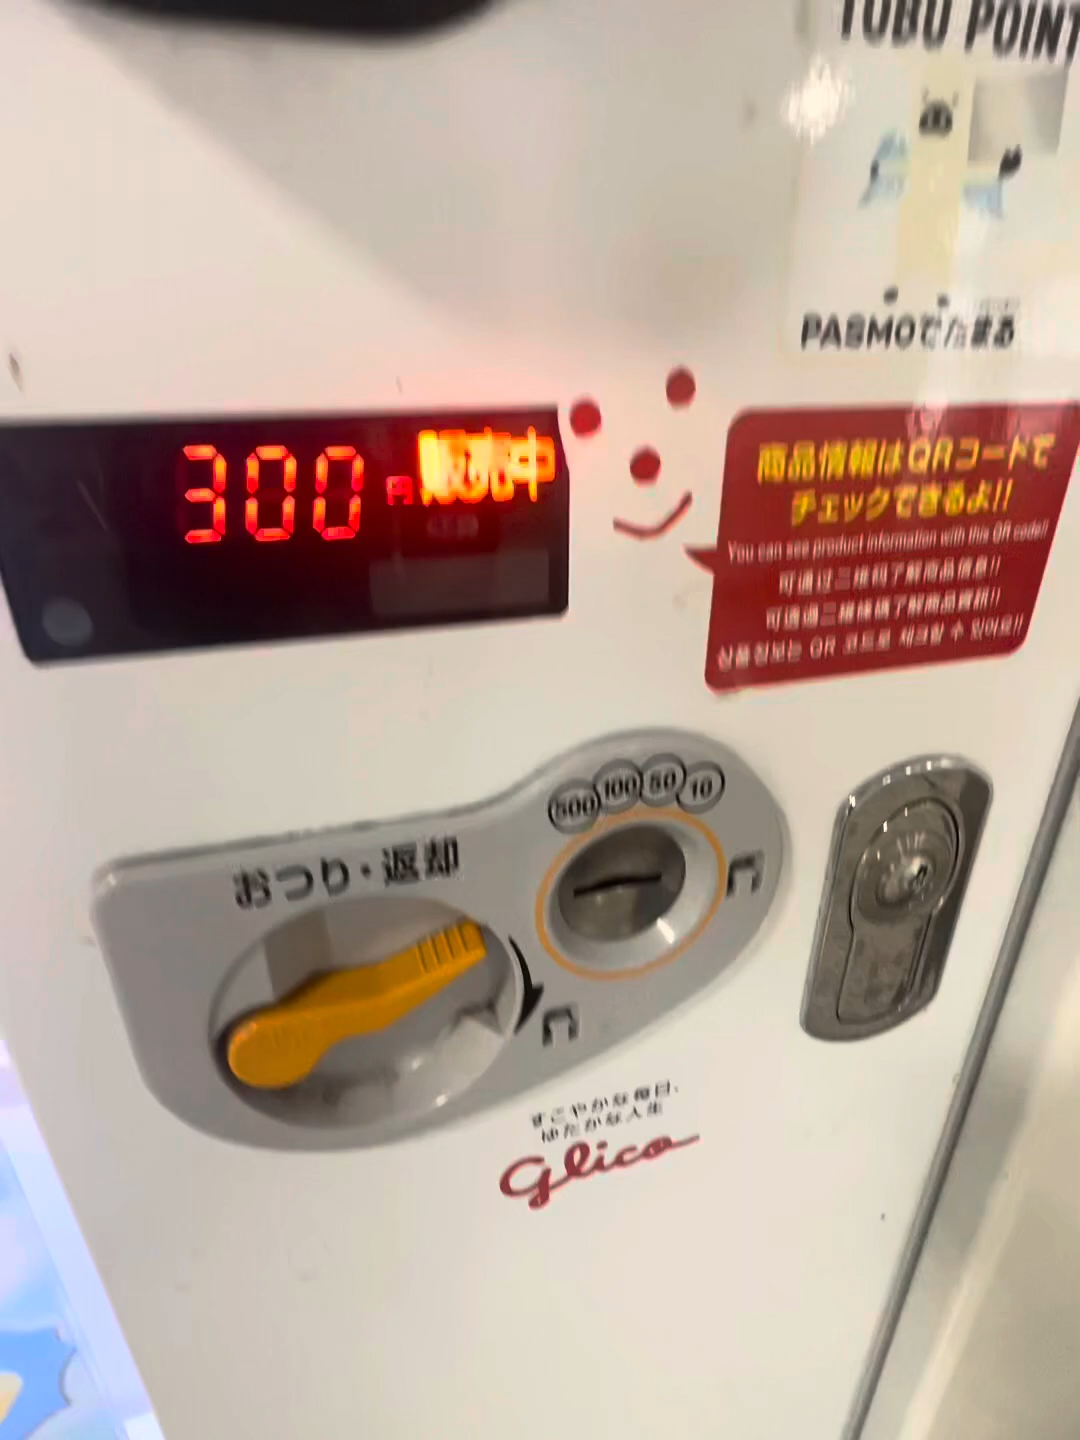 TOBU POINT
PASMOでたまる
300 円 販売中
商品情報はQRコードで
チェックできるよ!!
You can see product information with this QR code!!
可通过二维码了解商品信息!!
可通過二維條碼了解商品資訊!!
상품정보는 QR 코드로 체크할 수 있어요!!
500 100 50 10
おつり・返却
すこやかな毎日、
ゆたかな人生
Glico